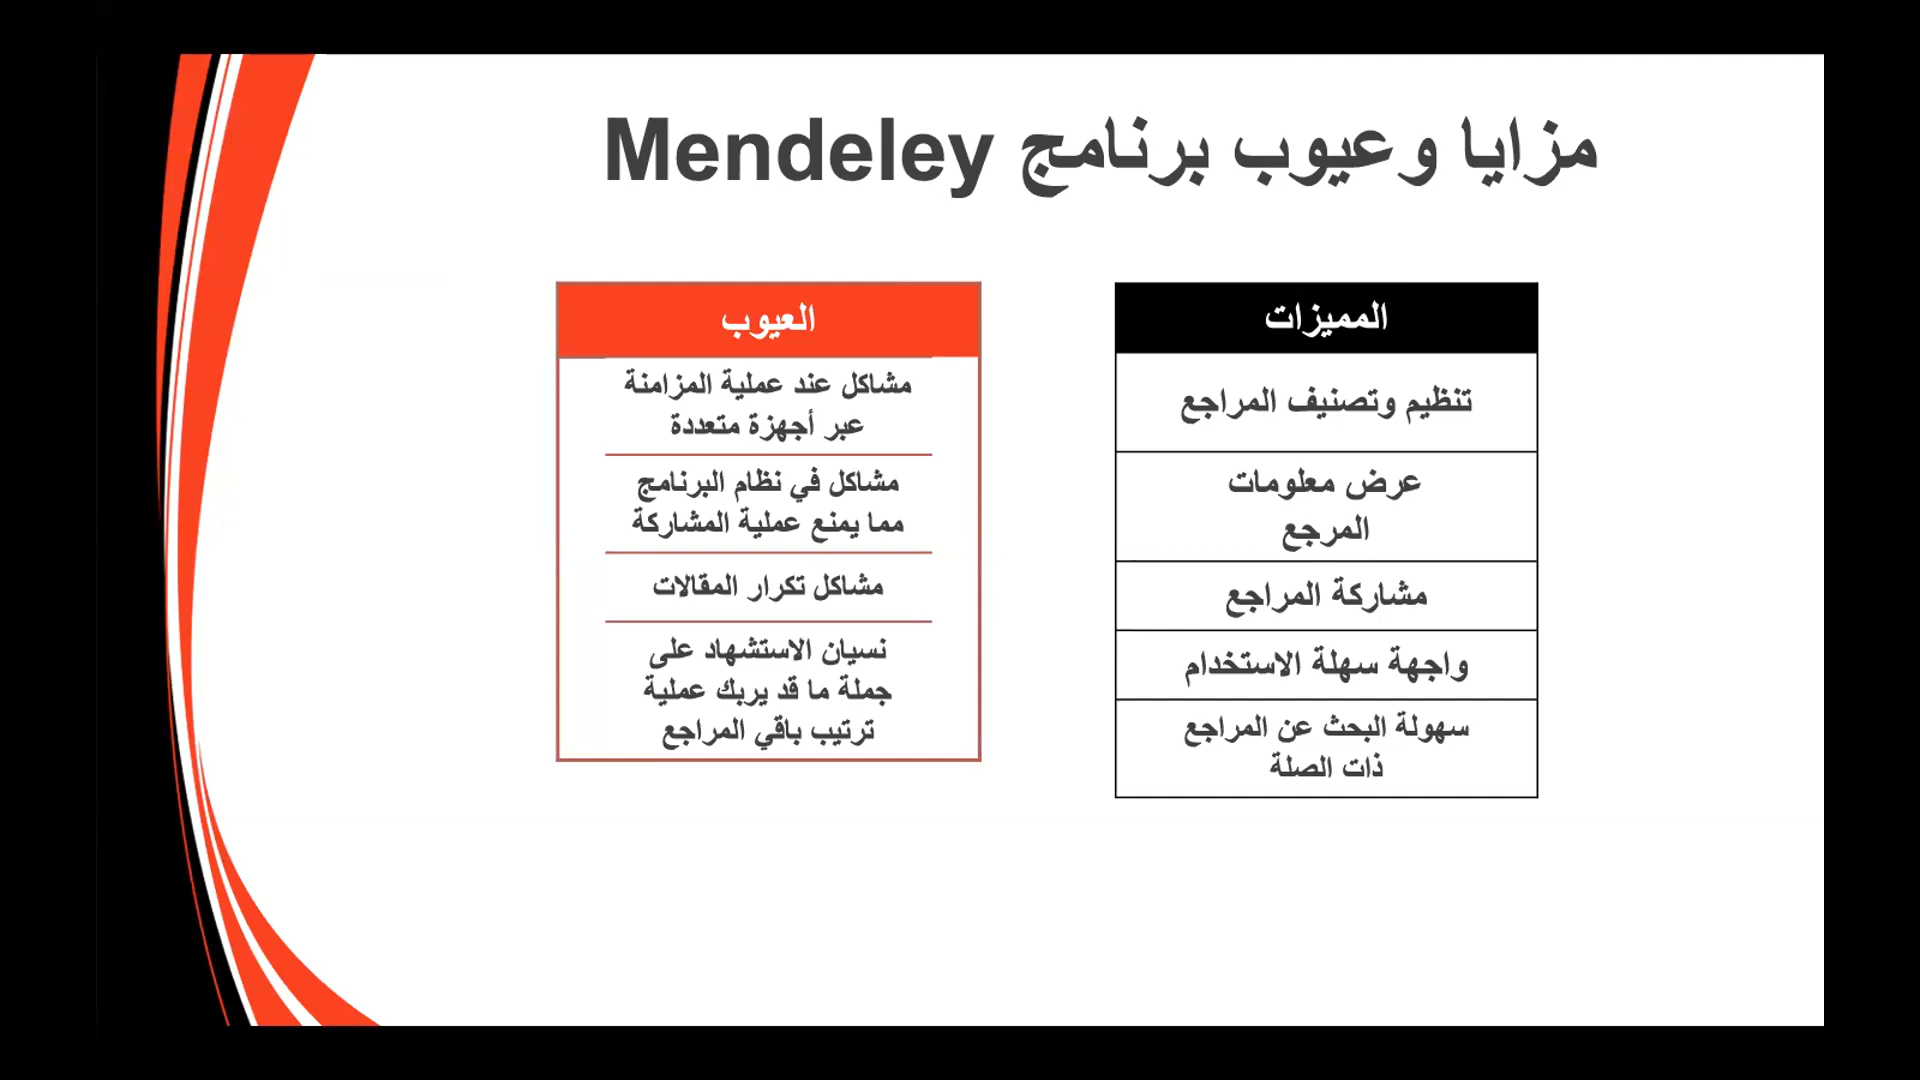 مزايا وعيوب برنامج Mendeley
المميزات
تنظيم وتصنيف المراجع
عرض معلومات
المرجع
مشاركة المراجع
واجهة سهلة الاستخدام
سهولة البحث عن المراجع
ذات الصلة
العيوب
مشاكل عند عملية المزامنة
عبر أجهزة متعددة
مشاكل في نظام البرنامج
مما يمنع عملية المشاركة
مشاكل تكرار المقالات
نسيان الاستشهاد على
جملة ما قد يربك عملية
ترتيب باقي المراجع